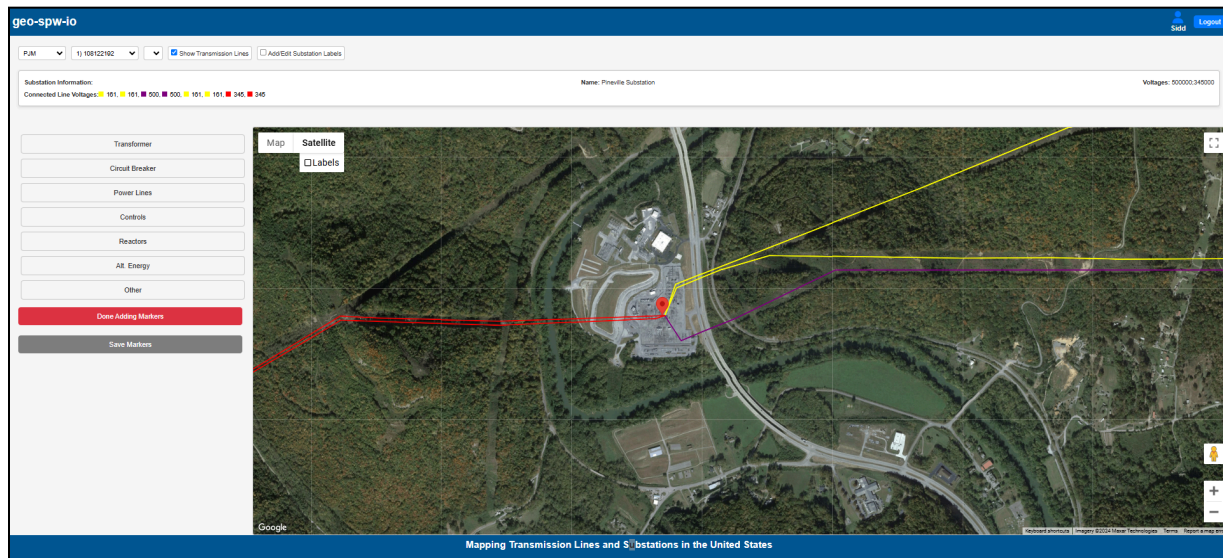 geo-spw-io
Sidd
Logout
PJM
1) 108122192
Show Transmission Lines
Add/Edit Substation Labels
Substation Information:
Name: Pineville Substation
Voltages: 500000;345000
Connected Line Voltages: 161, 161, 500, 500, 161, 161, 345, 345
Transformer
Circuit Breaker
Power Lines
Controls
Reactors
Alt. Energy
Other
Done Adding Markers
Save Markers
Map Satellite
Labels
Google
Keyboard shortcuts Imagery ©2024 Maxar Technologies Terms Report a map error
Mapping Transmission Lines and Substations in the United States